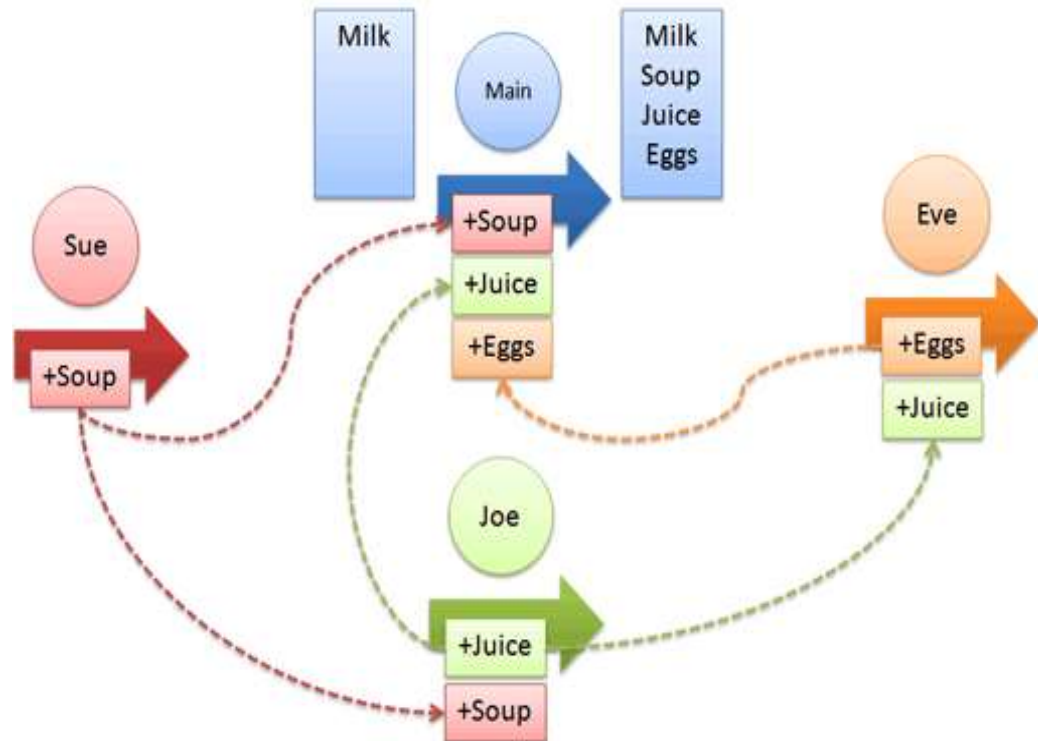 Milk
Main
Milk
Soup
Juice
Eggs
Sue
+Soup
+Soup
+Juice
+Eggs
Eve
+Eggs
+Juice
Joe
+Juice
+Soup